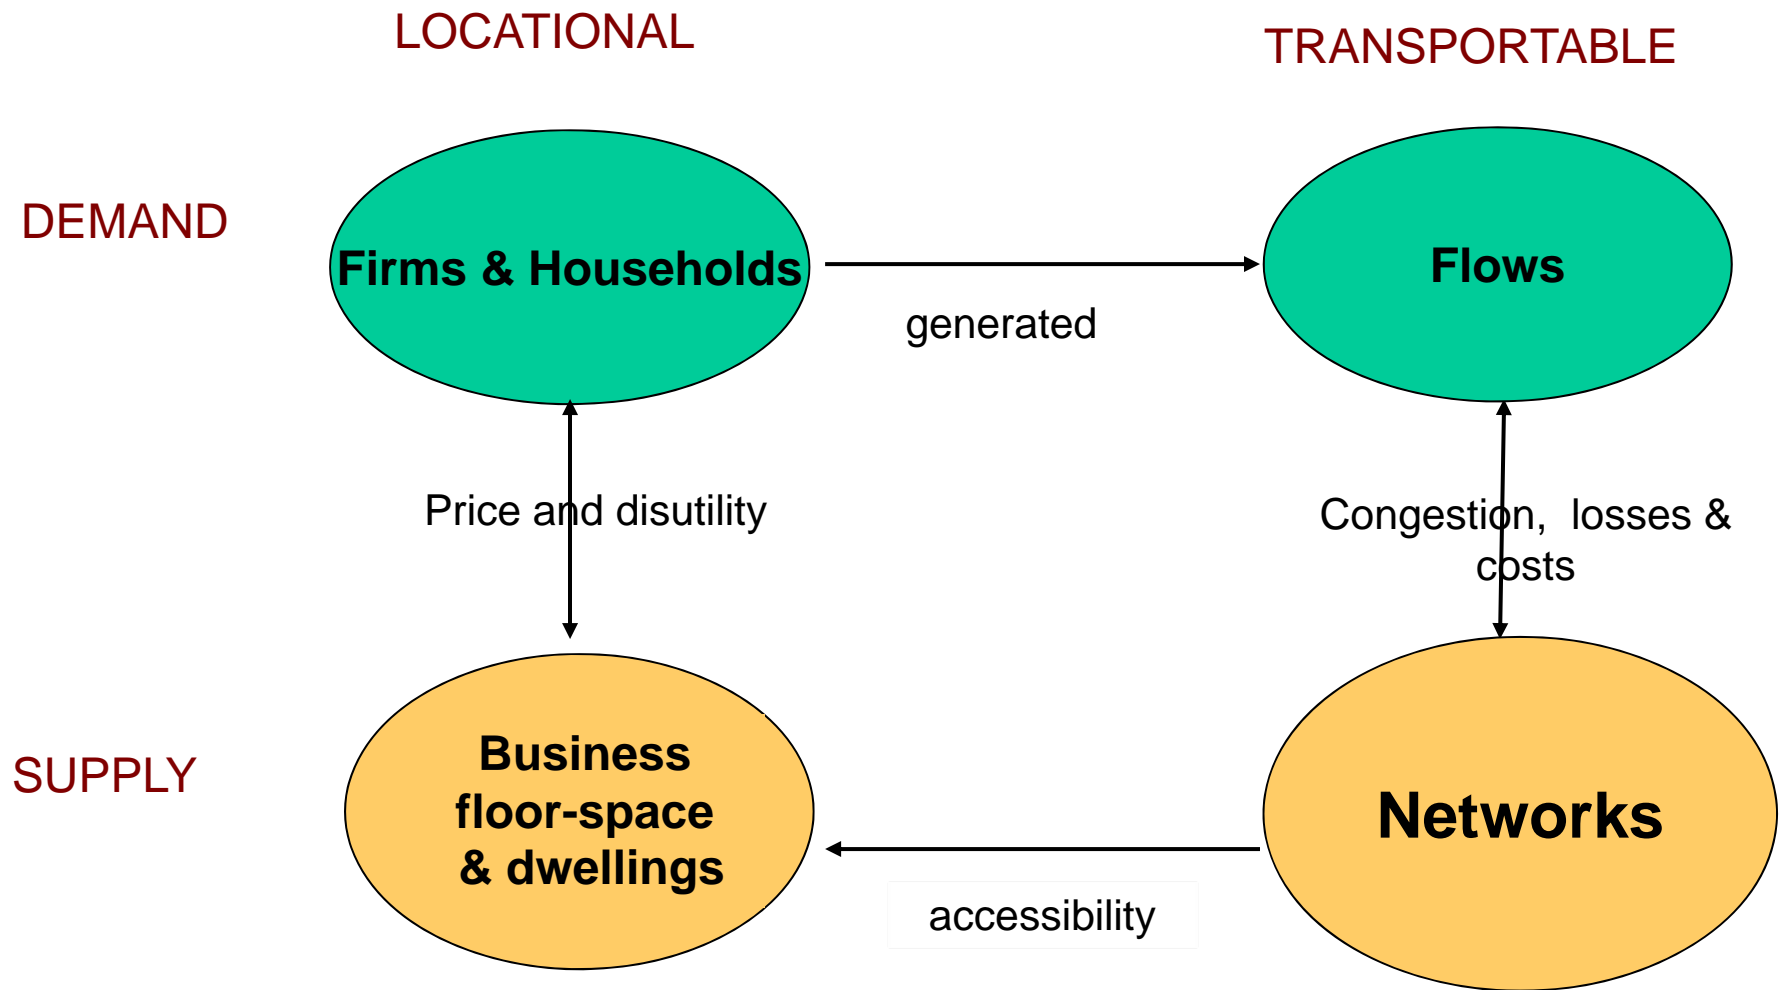 LOCATIONAL
TRANSPORTABLE
DEMAND
Firms & Households
Flows
generated
Price and disutility
Congestion, losses &
costs
SUPPLY
Business
floor-space
& dwellings
Networks
accessibility